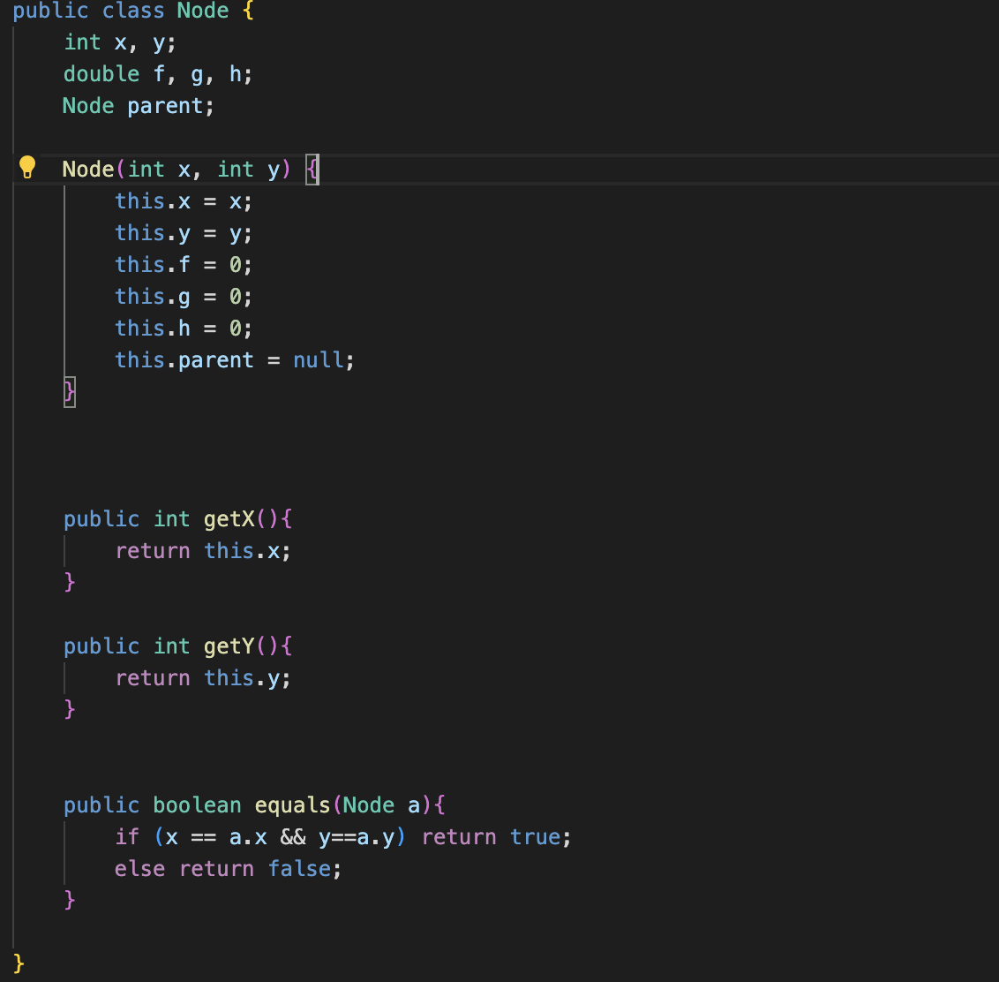 public class Node {
    int x, y;
    double f, g, h;
    Node parent;

    Node(int x, int y) {
        this.x = x;
        this.y = y;
        this.f = 0;
        this.g = 0;
        this.h = 0;
        this.parent = null;
    }

    public int getX(){
        return this.x;
    }

    public int getY(){
        return this.y;
    }

    public boolean equals(Node a){
        if (x == a.x && y==a.y) return true;
        else return false;
    }

}